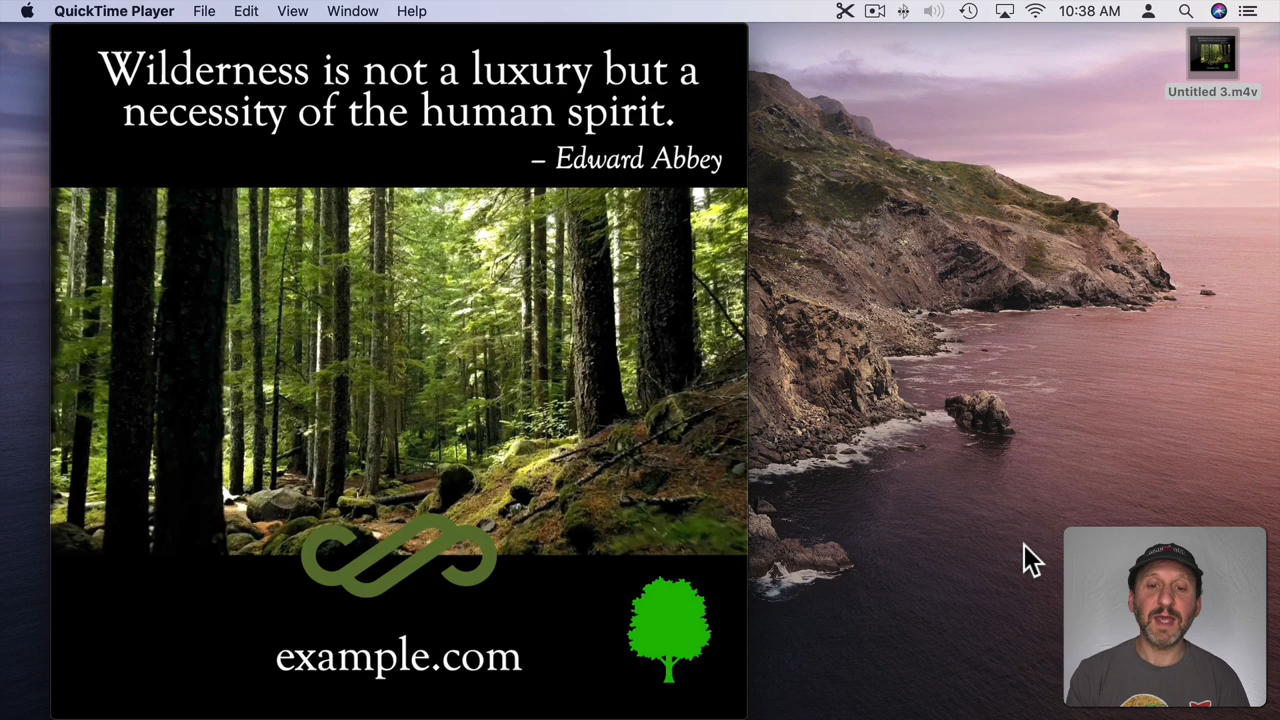 QuickTime Player File Edit View Window Help 10:38 AM
Wilderness is not a luxury but a
necessity of the human spirit.
– Edward Abbey
Untitled 3.m4v
example.com